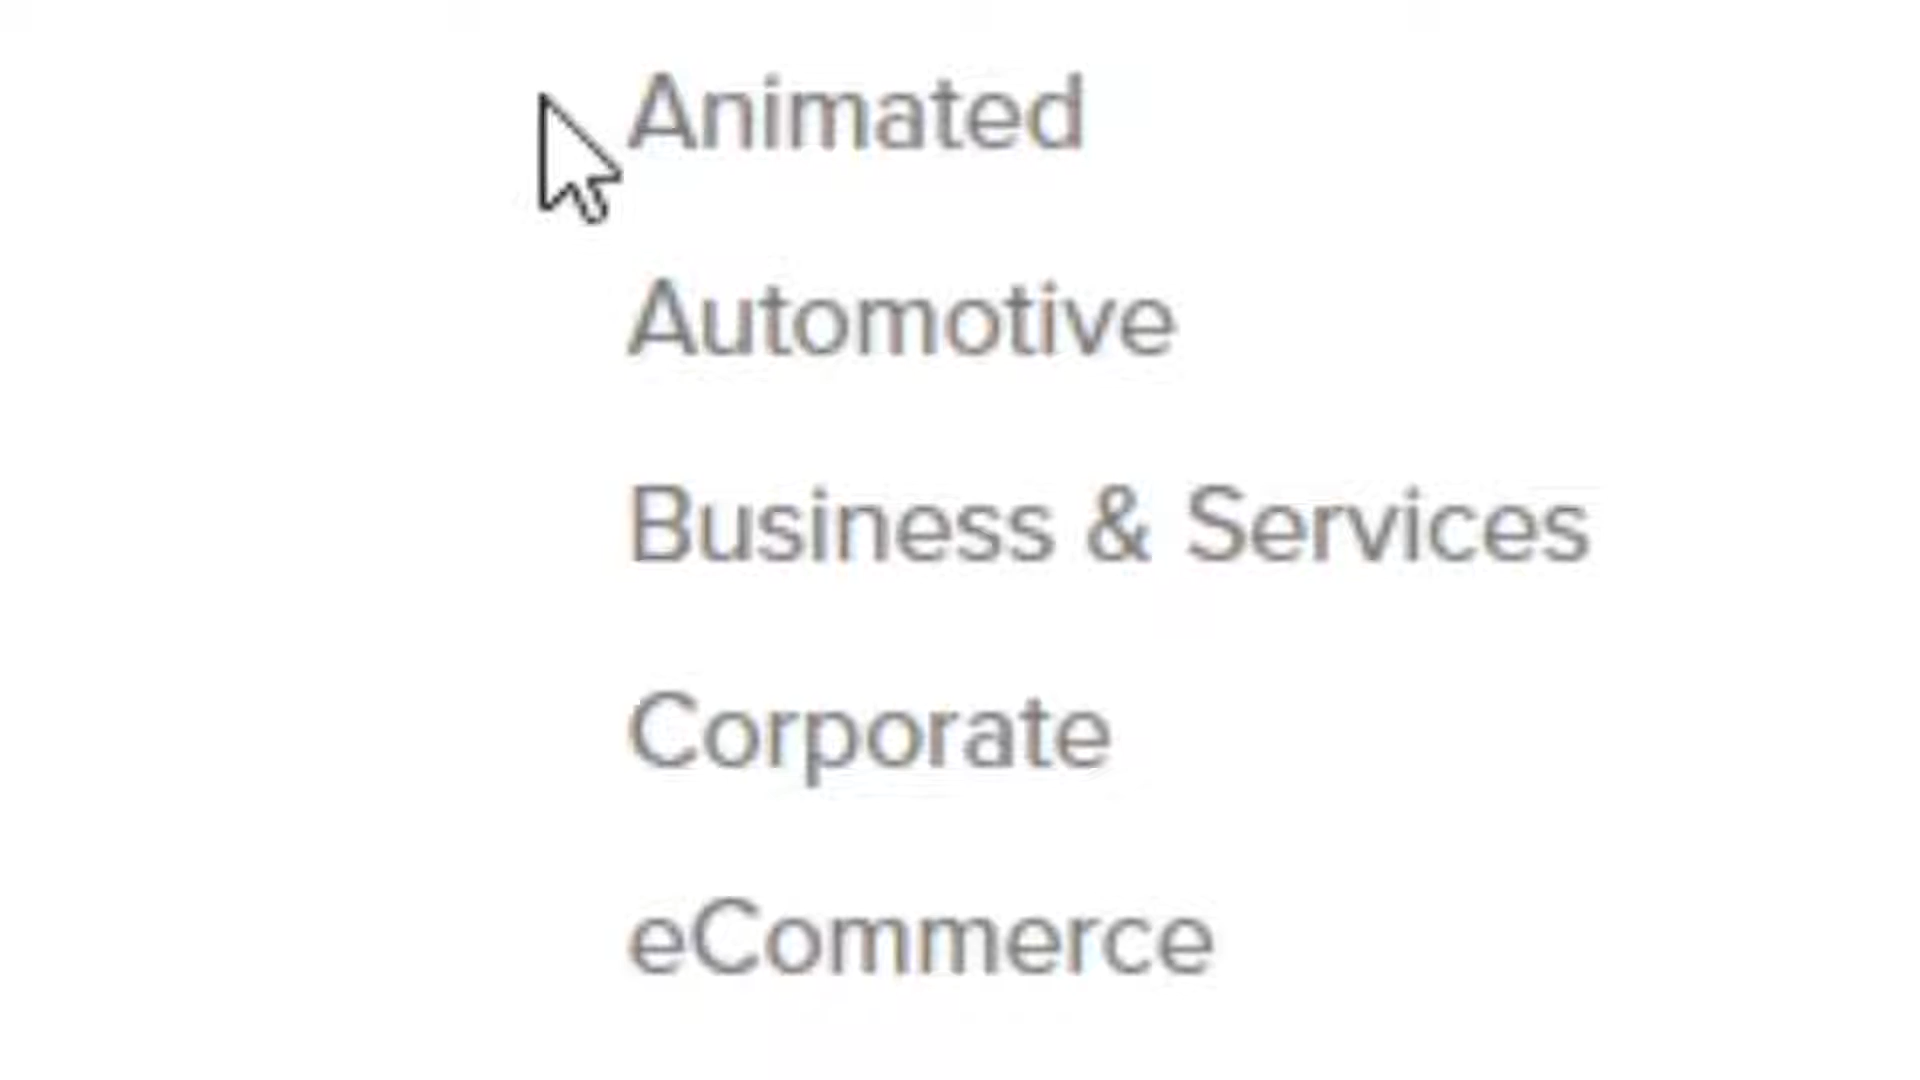 Animated
Automotive
Business & Services
Corporate
eCommerce